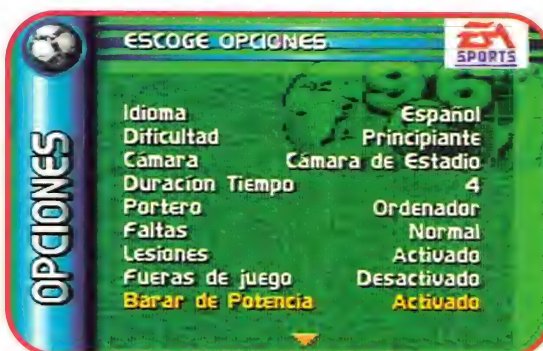 ESCOGE OPCIONES
EA
SPORTS
96
OPCIONES
Idioma Español
Dificultad Principiante
Camara Cámara de Estadio
Duracion Tiempo 4
Portero Ordenador
Faltas Normal
Lesiones Activado
Fueras de juego Desactivado
Barar de Potencia Activado